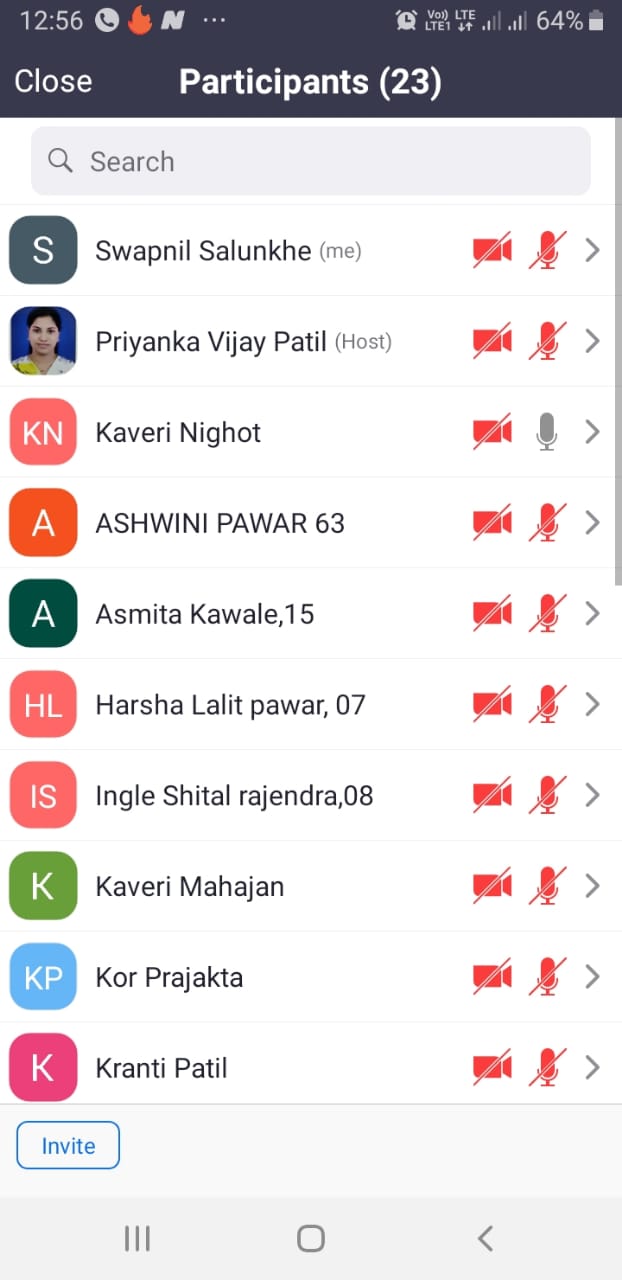 12:56 ... Vo)) LTE LTE1 64%
Close Participants (23)
Search
S Swapnil Salunkhe (me)
Priyanka Vijay Patil (Host)
KN Kaveri Nighot
A ASHWINI PAWAR 63
A Asmita Kawale,15
HL Harsha Lalit pawar, 07
IS Ingle Shital rajendra,08
K Kaveri Mahajan
KP Kor Prajakta
K Kranti Patil
Invite